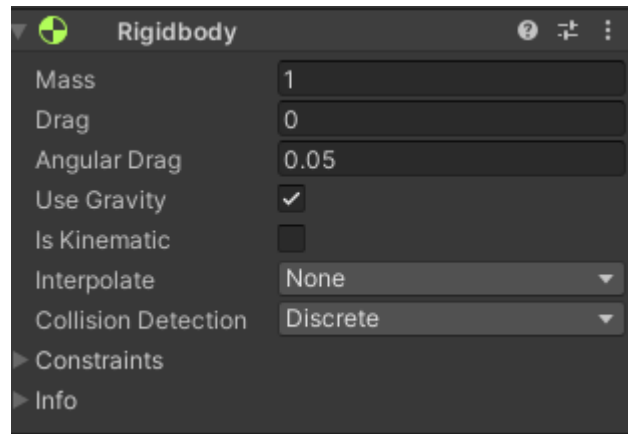 Rigidbody
Mass 1
Drag 0
Angular Drag 0.05
Use Gravity
Is Kinematic
Interpolate None
Collision Detection Discrete
Constraints
Info